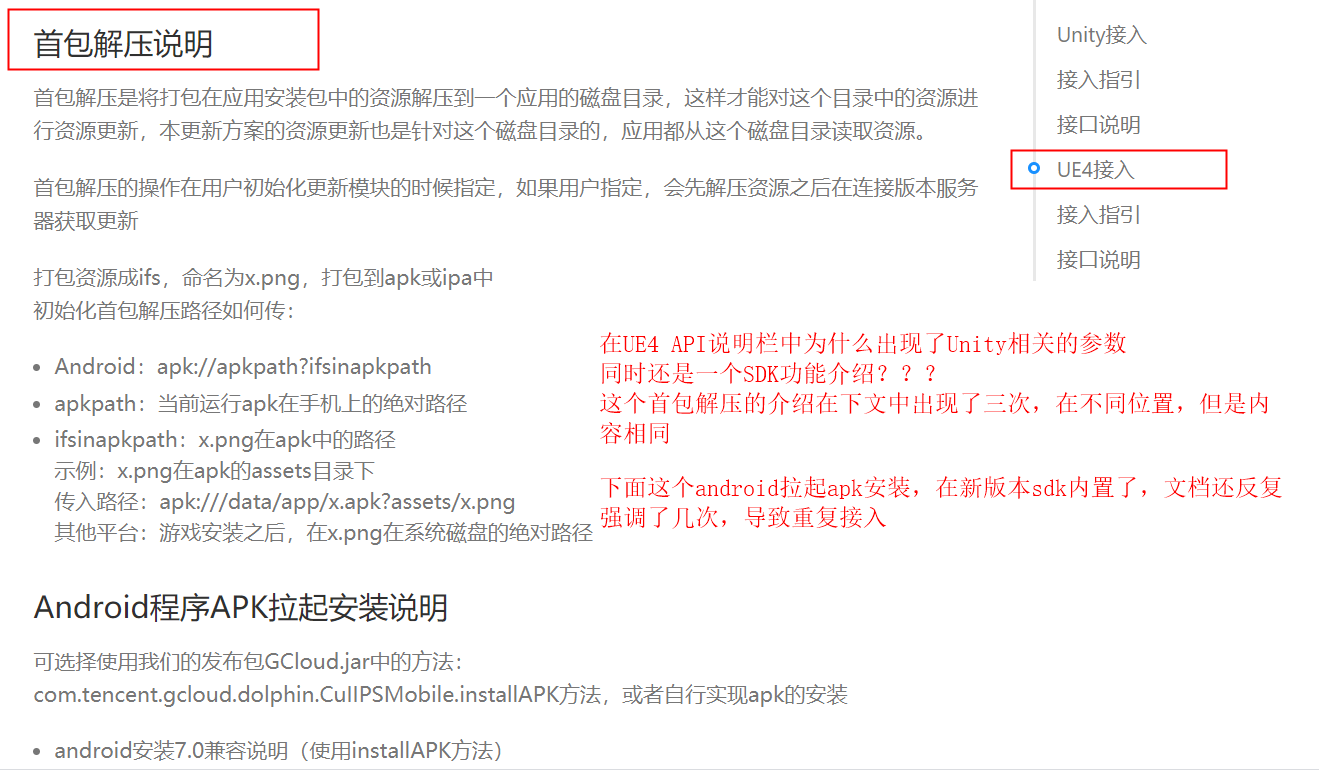 首包解压说明
首包解压是将打包在应用安装包中的资源解压到一个应用的磁盘目录，这样才能对这个目录中的资源进
行资源更新，本更新方案的资源更新也是针对这个磁盘目录的，应用都从这个磁盘目录读取资源。
首包解压的操作在用户初始化更新模块的时候指定，如果用户指定，会先解压资源之后在连接版本服务
器获取更新
打包资源成ifs，命名为x.png，打包到apk或ipa中
初始化首包解压路径如何传：
Android：apk://apkpath?ifsinapkpath
apkpath：当前运行apk在手机上的绝对路径
ifsinapkpath：x.png在apk中的路径
示例：x.png在apk的assets目录下
传入路径：apk:///data/app/x.apk?assets/x.png
其他平台：游戏安装之后，在x.png在系统磁盘的绝对路径
Android程序APK拉起安装说明
可选择使用我们的发布包GCloud.jar中的方法：
com.tencent.gcloud.dolphin.CuIIPSMobile.installAPK方法，或者自行实现apk的安装
android安装7.0兼容说明（使用installAPK方法）
Unity接入
接入指引
接口说明
UE4接入
接入指引
接口说明
在UE4 API说明栏中为什么出现了Unity相关的参数
同时还是一个SDK功能介绍？？？
这个首包解压的介绍在下文中出现了三次，在不同位置，但是内
容相同
下面这个android拉起apk安装，在新版本sdk内置了，文档还反复
强调了几次，导致重复接入